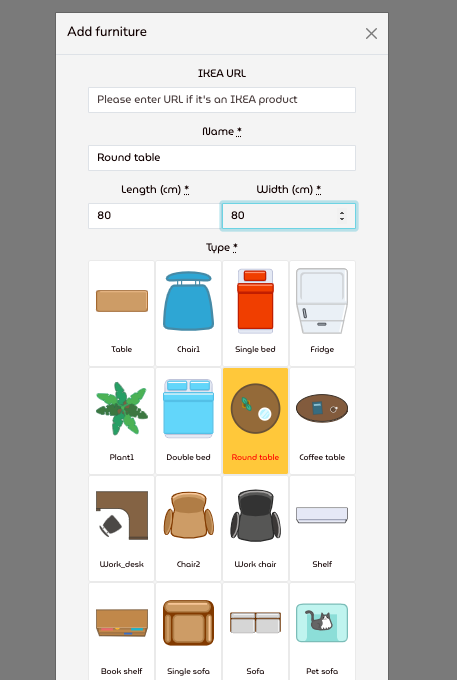 Add furniture
IKEA URL
Please enter URL if it's an IKEA product
Name *
Round table
Length (cm) * Width (cm) *
80 80
Type *
Table Chair1 Single bed Fridge
Plant1 Double bed Round table Coffee table
Work_desk Chair2 Work chair Shelf
Book shelf Single sofa Sofa Pet sofa